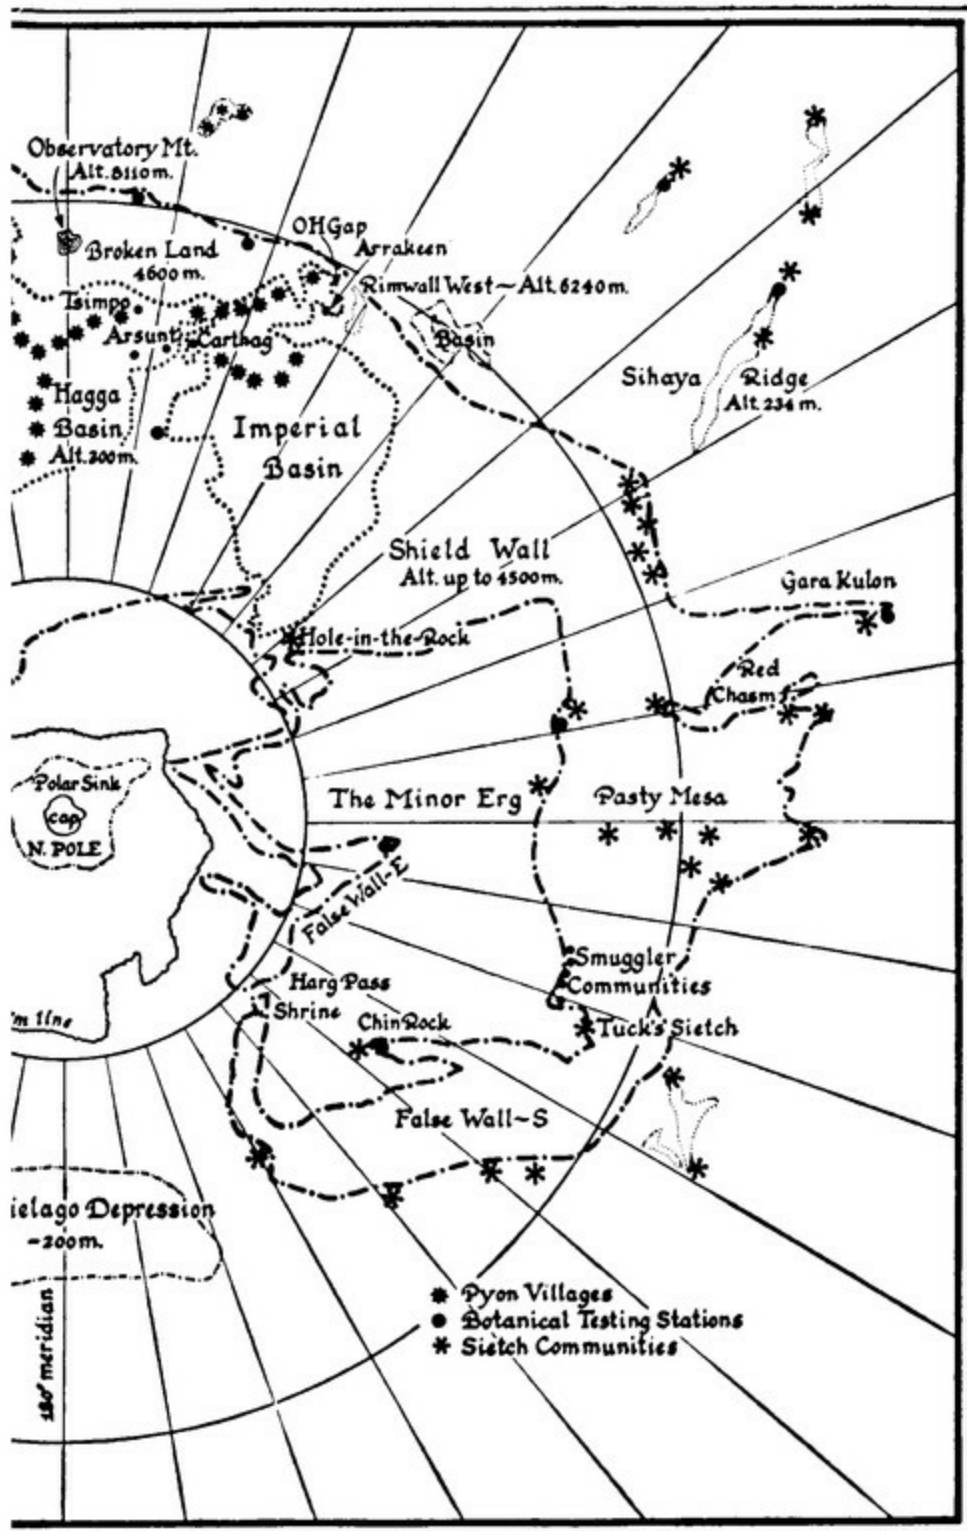 Observatory Mt.
Alt. 8110m.
OH Gap
Arrakeen
Broken Land
4600 m.
Rimwall West ~ Alt. 6240 m.
Tsimpo
Arsunt
Carthag
Basin
Sihaya Ridge
Alt. 234 m.
Hagga
Basin
Alt. 200 m.
Imperial
Basin
Shield Wall
Alt. up to 4500m.
Gara Kulon
Hole-in-the-Rock
Red
Chasm
Polar Sink
cap
N. POLE
The Minor Erg
Pasty Mesa
False Wall-E
Smuggler
Communities
Harg Pass
Shrine
'm line
Chin Rock
Tuck's Sietch
False Wall~S
ielago Depression
-200 m.
180° meridian
Pyon Villages
Botanical Testing Stations
Sietch Communities